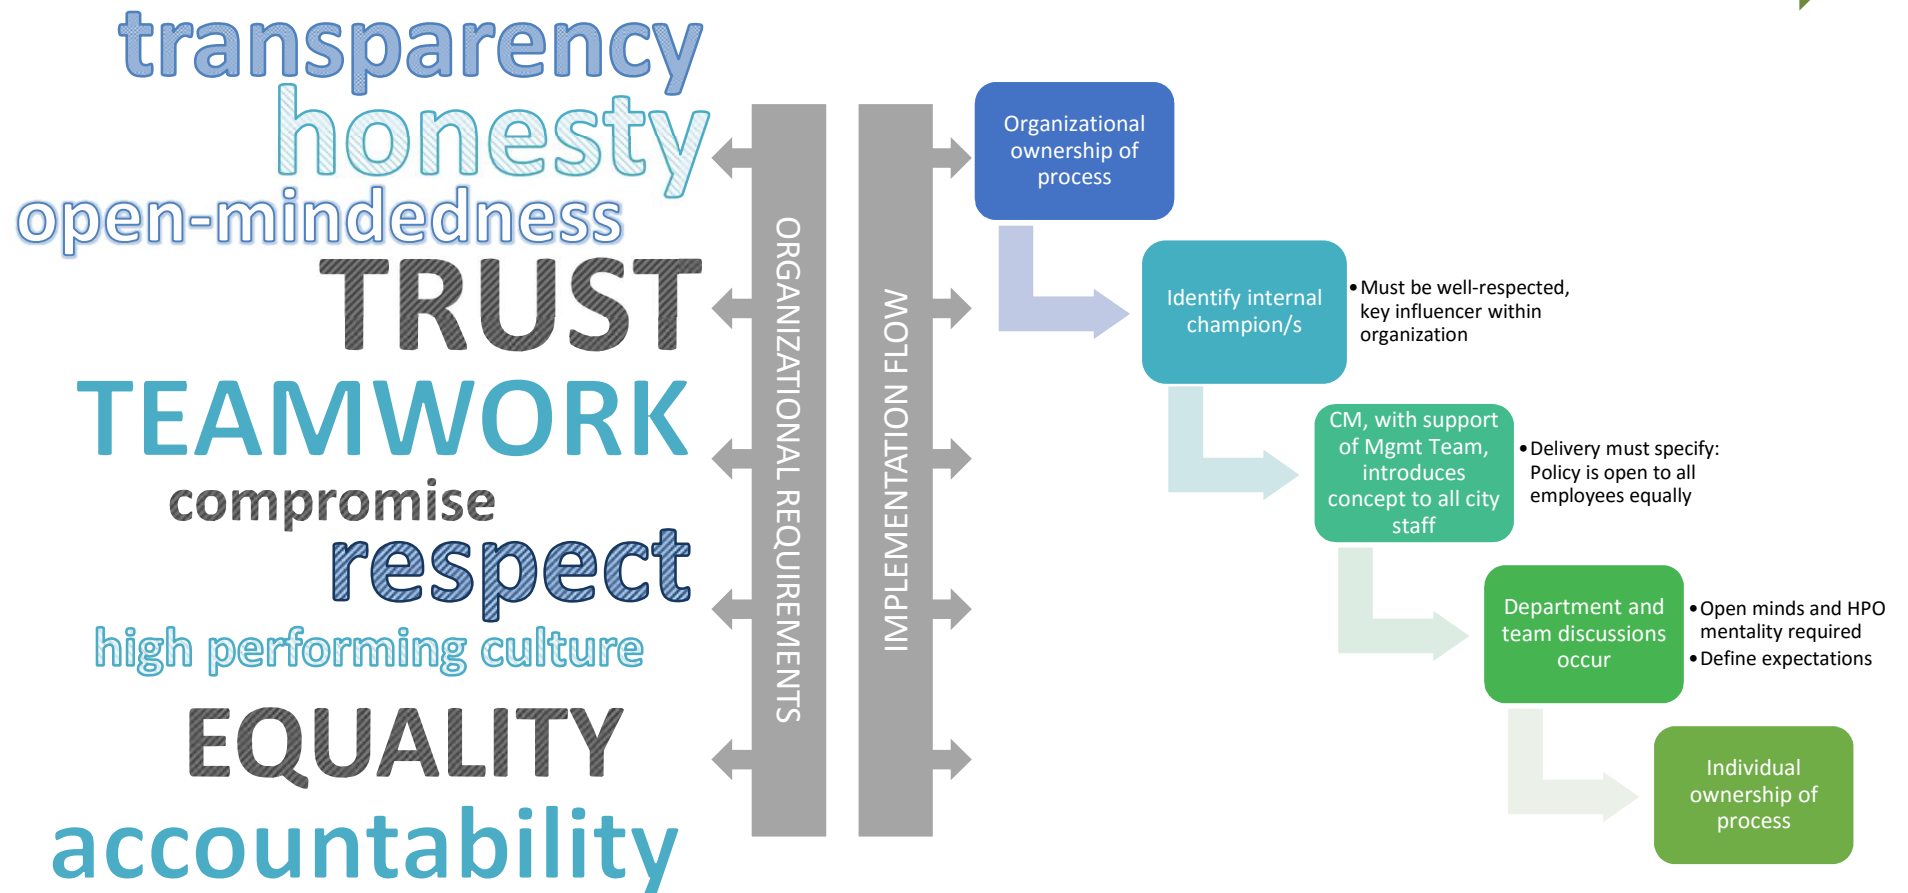 transparency
honesty
open-mindedness
TRUST
TEAMWORK
compromise
respect
high performing culture
EQUALITY
accountability
ORGANIZATIONAL REQUIREMENTS
IMPLEMENTATION FLOW
Organizational
ownership of
process
Identify internal
champion/s
•Must be well-respected,
key influencer within
organization
CM, with support
of Mgmt Team,
introduces
concept to all city
staff
•Delivery must specify:
Policy is open to all
employees equally
Department and
team discussions
occur
•Open minds and HPO
mentality required
•Define expectations
Individual
ownership of
process